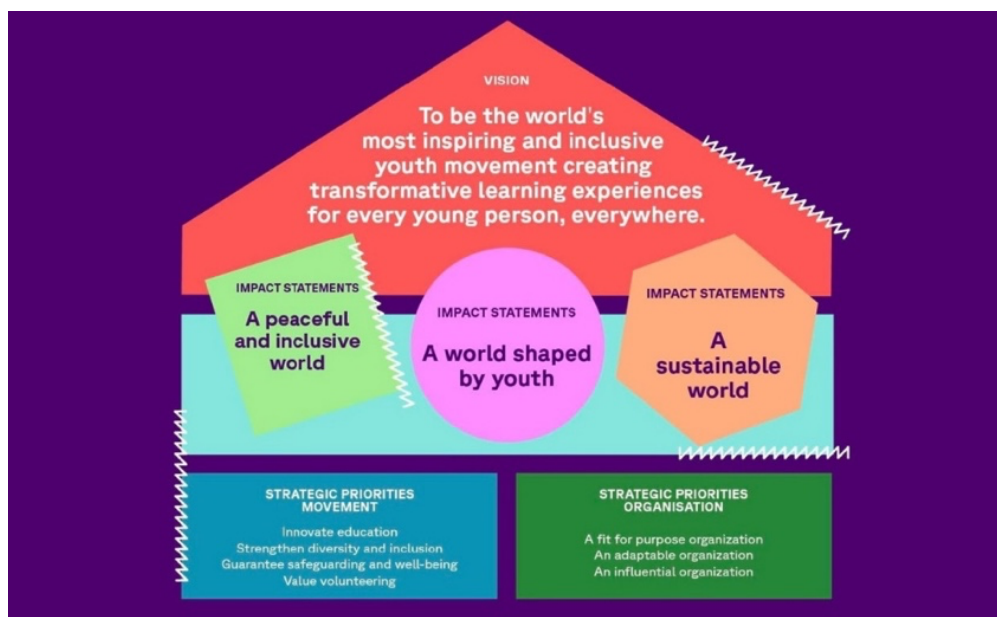 VISION
To be the world's
most inspiring and inclusive
youth movement creating
transformative learning experiences
for every young person, everywhere.
IMPACT STATEMENTS
A peaceful
and inclusive
world
IMPACT STATEMENTS
A world shaped
by youth
IMPACT STATEMENTS
A
sustainable
world
STRATEGIC PRIORITIES
MOVEMENT
Innovate education
Strengthen diversity and inclusion
Guarantee safeguarding and well-being
Value volunteering
STRATEGIC PRIORITIES
ORGANISATION
A fit for purpose organization
An adaptable organization
An influential organization